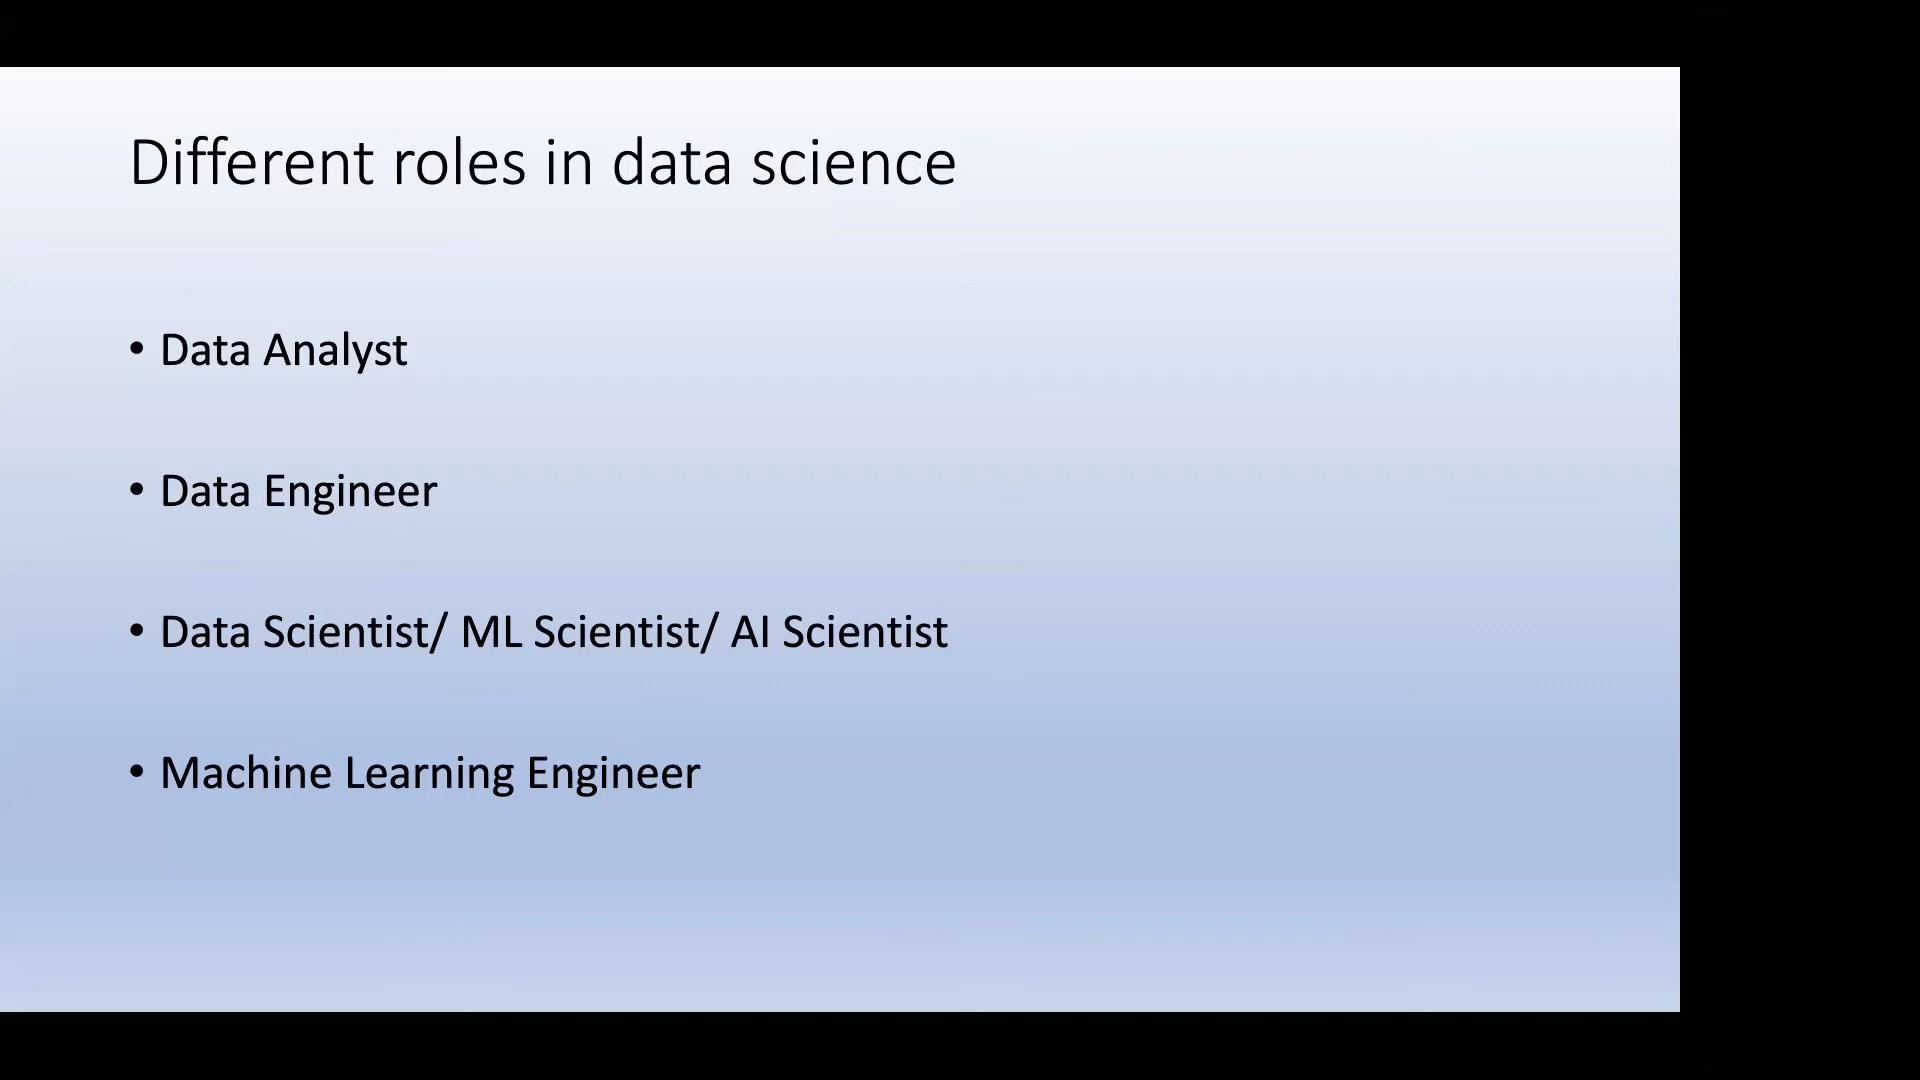 Different roles in data science
• Data Analyst
• Data Engineer
• Data Scientist/ ML Scientist/ AI Scientist
• Machine Learning Engineer